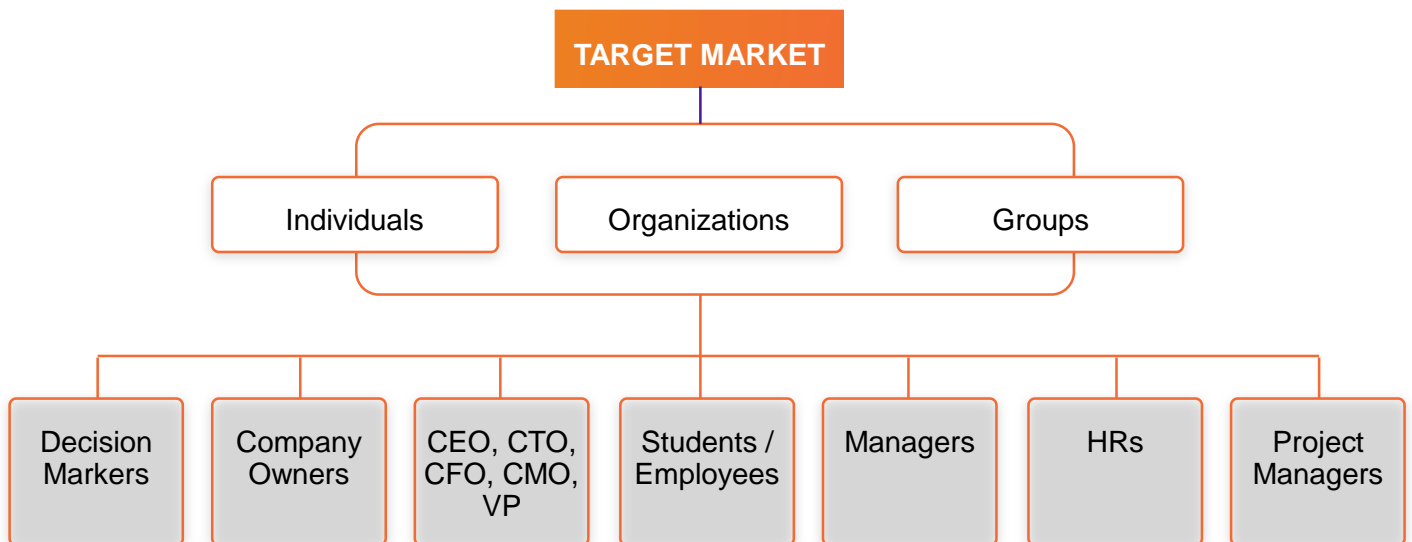 TARGET MARKET
Individuals
Organizations
Groups
Decision
Markers
Company
Owners
CEO, CTO,
CFO, CMO,
VP
Students /
Employees
Managers
HRs
Project
Managers